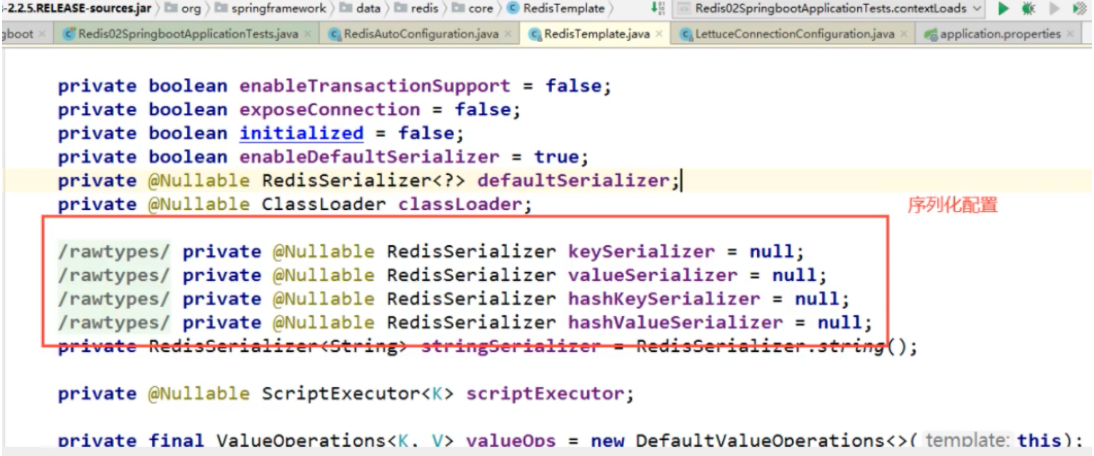 -2.2.5.RELEASE-sources.jar org springframework data redis core RedisTemplate Redis02SpringbootApplicationTests.contextLoads
gboot Redis02SpringbootApplicationTests.java RedisAutoConfiguration.java RedisTemplate.java LettuceConnectionConfiguration.java application.properties
private boolean enableTransactionSupport = false;
private boolean exposeConnection = false;
private boolean initialized = false;
private boolean enableDefaultSerializer = true;
private @Nullable RedisSerializer<?> defaultSerializer;
private @Nullable ClassLoader classLoader;
序列化配置
/rawtypes/ private @Nullable RedisSerializer keySerializer = null;
/rawtypes/ private @Nullable RedisSerializer valueSerializer = null;
/rawtypes/ private @Nullable RedisSerializer hashKeySerializer = null;
/rawtypes/ private @Nullable RedisSerializer hashValueSerializer = null;
private RedisSerializer<String> stringSerializer = RedisSerializer.string();
private @Nullable ScriptExecutor<K> scriptExecutor;
private final ValueOperations<K, V> valueOps = new DefaultValueOperations<>( template: this);